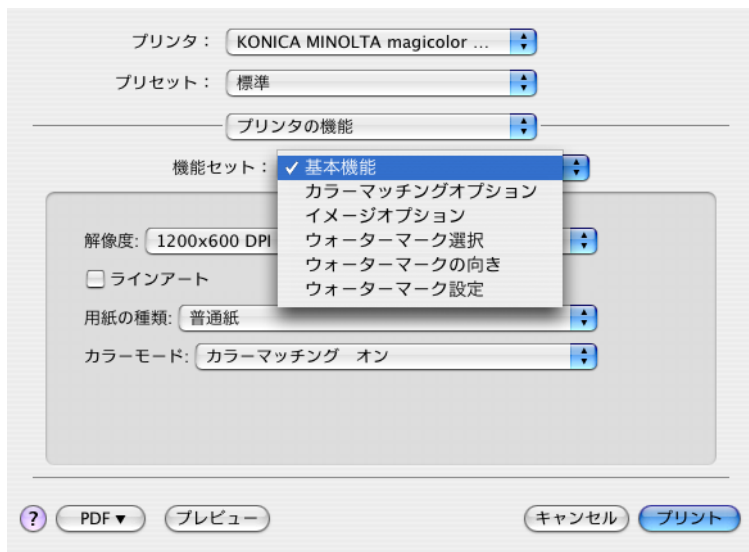 プリンタ： KONICA MINOLTA magicolor ...
プリセット： 標準
プリンタの機能
機能セット： ✓ 基本機能
カラーマッチングオプション
イメージオプション
ウォーターマーク選択
ウォーターマークの向き
ウォーターマーク設定
解像度: 1200x600 DPI
ラインアート
用紙の種類: 普通紙
カラーモード: カラーマッチング　オン
? PDF ▼ プレビュー キャンセル プリント